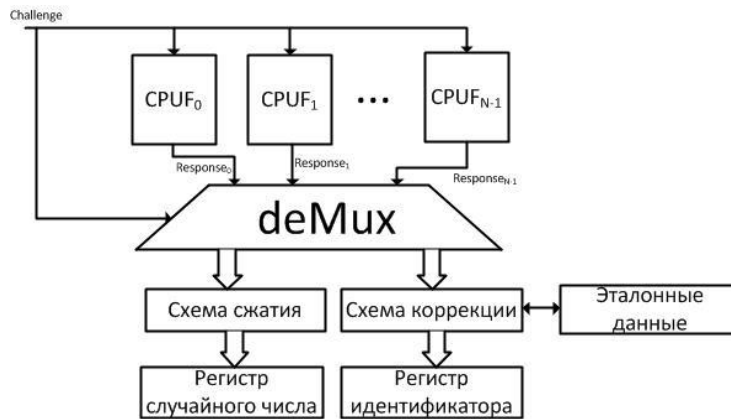 Challenge
CPUF₀ CPUF₁ ••• CPUFN-1
Response₀ Response₁ ResponseN-1
deMux
Схема сжатия
Схема коррекции
Эталонные
данные
Регистр
случайного числа
Регистр
идентификатора